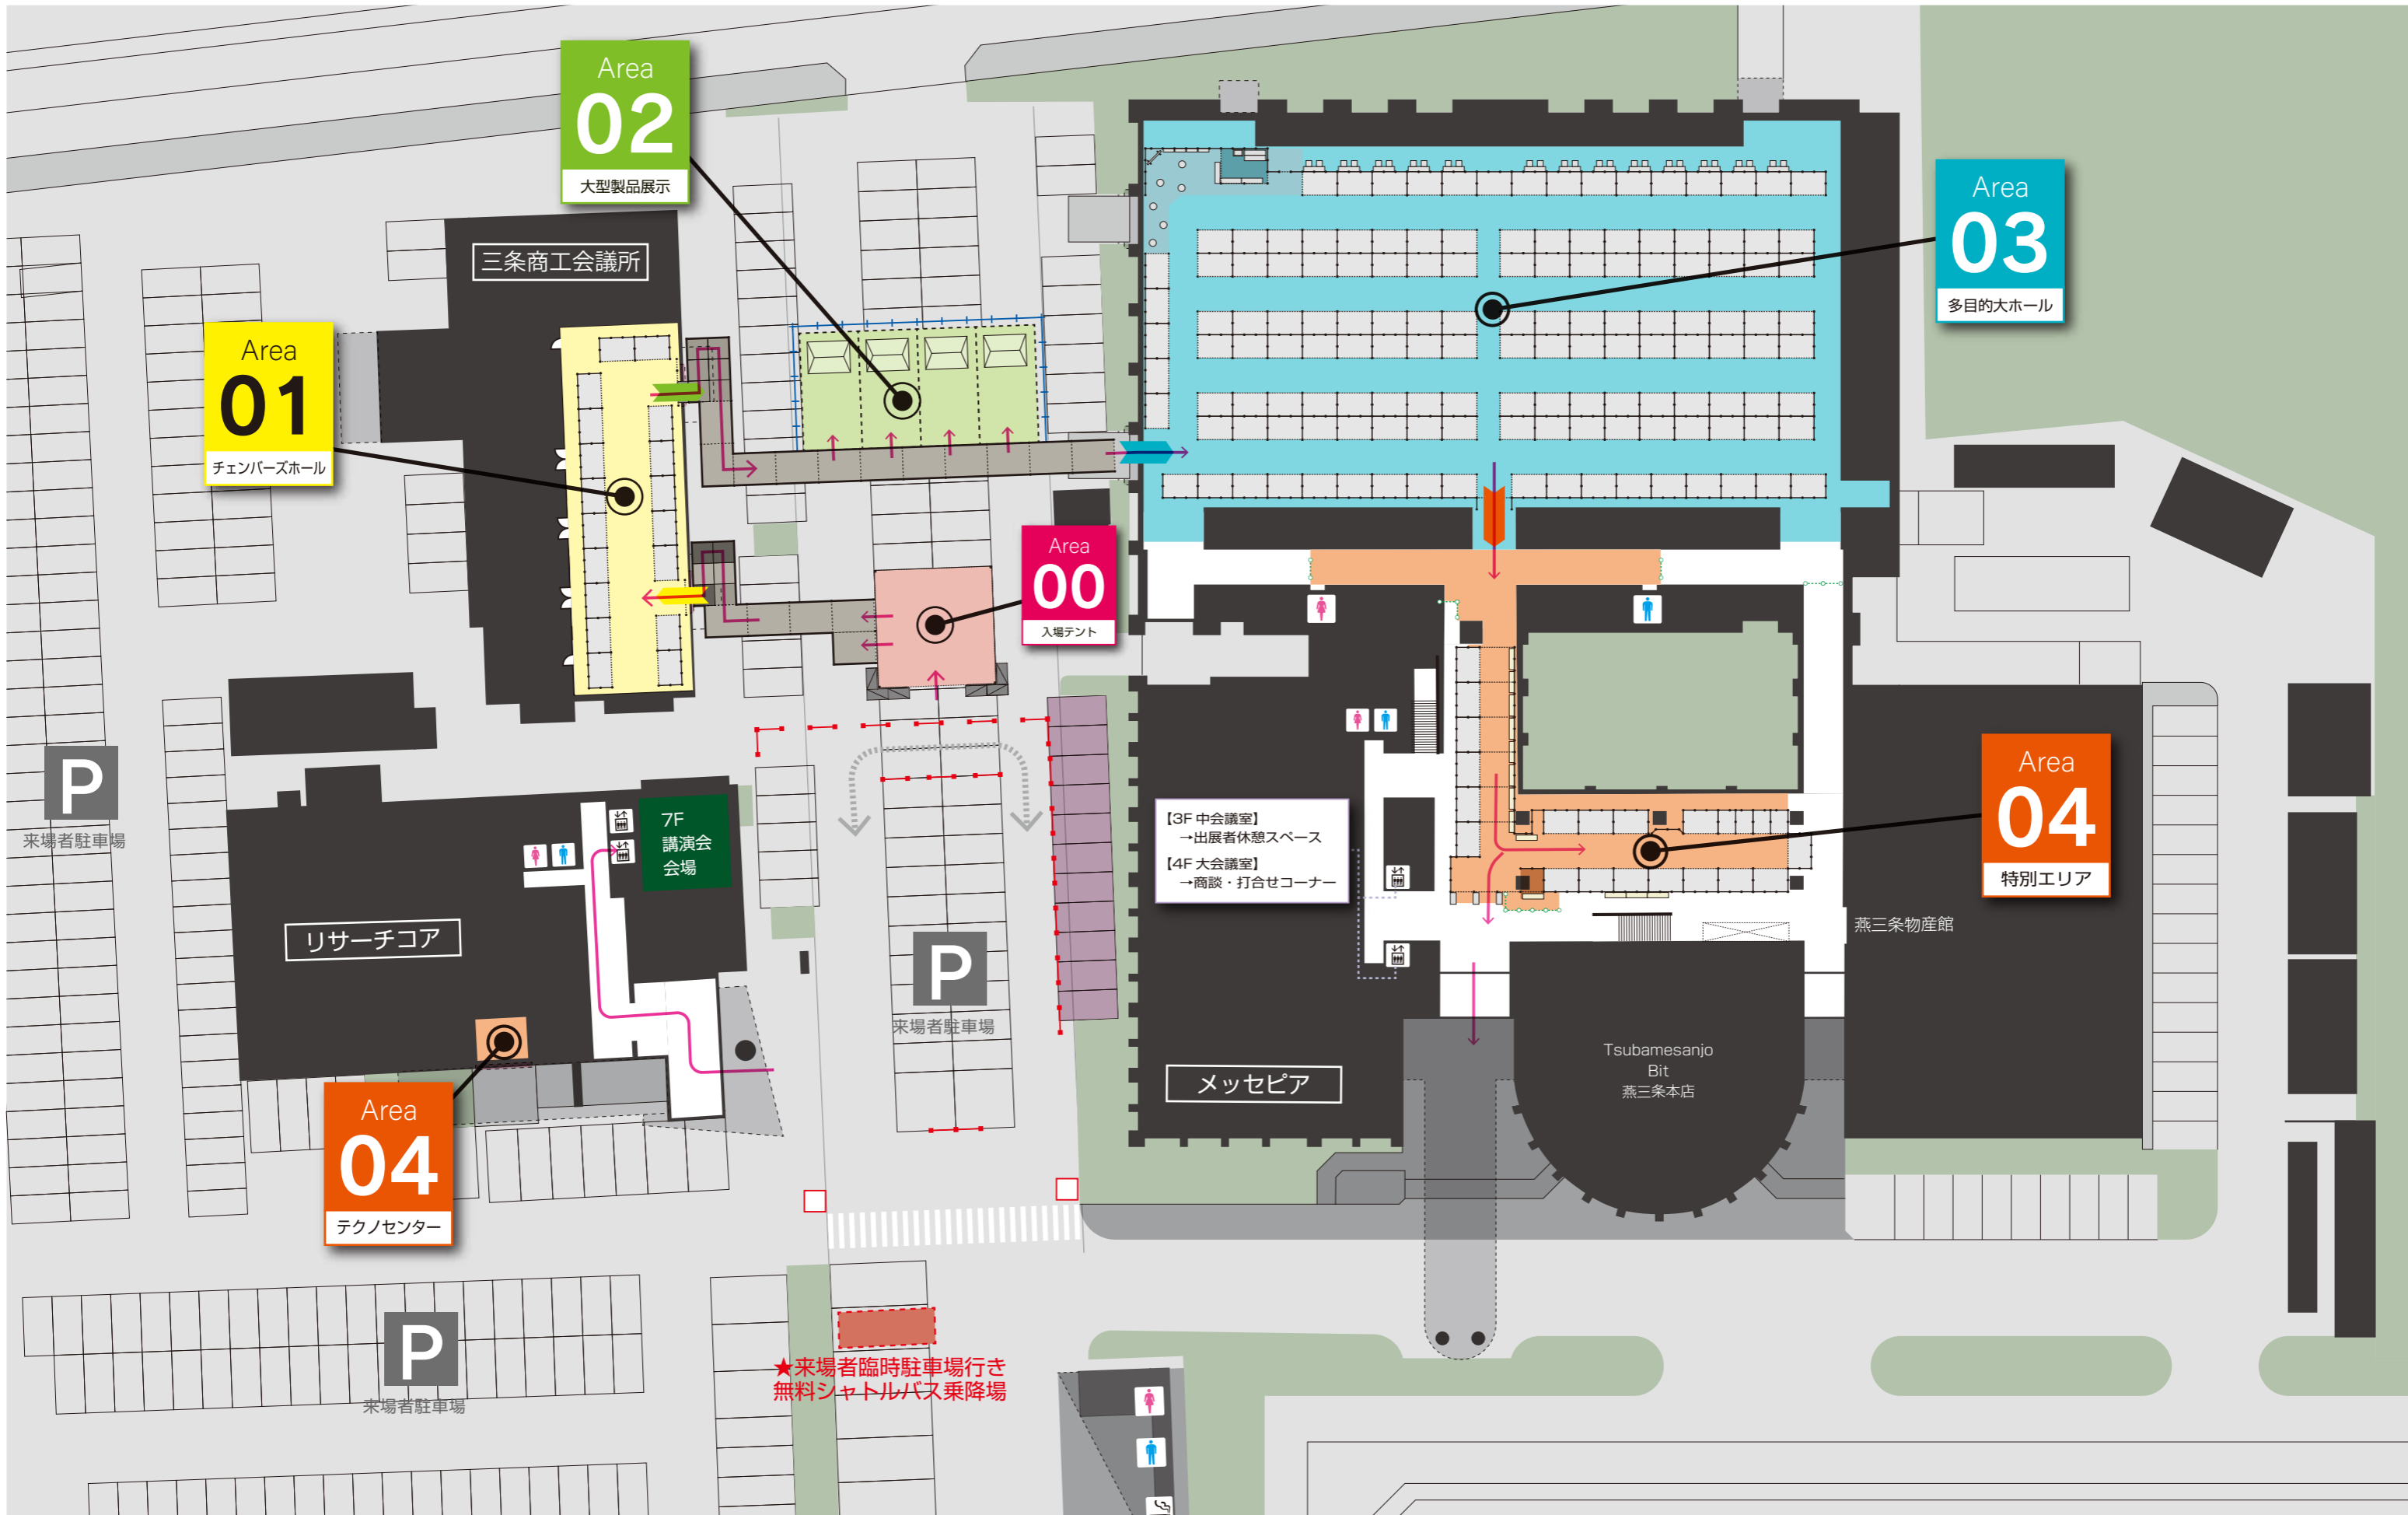 Area
02
大型製品展示
Area
03
多目的大ホール
三条商工会議所
Area
01
チェンバーズホール
Area
00
入場テント
P
来場者駐車場
7F
講演会
会場
リサーチコア
【3F 中会議室】
→出展者休憩スペース
【4F 大会議室】
→商談・打合せコーナー
Area
04
特別エリア
燕三条物産館
P
来場者駐車場
メッセピア
Tsubamesanjo
Bit
燕三条本店
Area
04
テクノセンター
P
来場者駐車場
★来場者臨時駐車場行き
無料シャトルバス乗降場